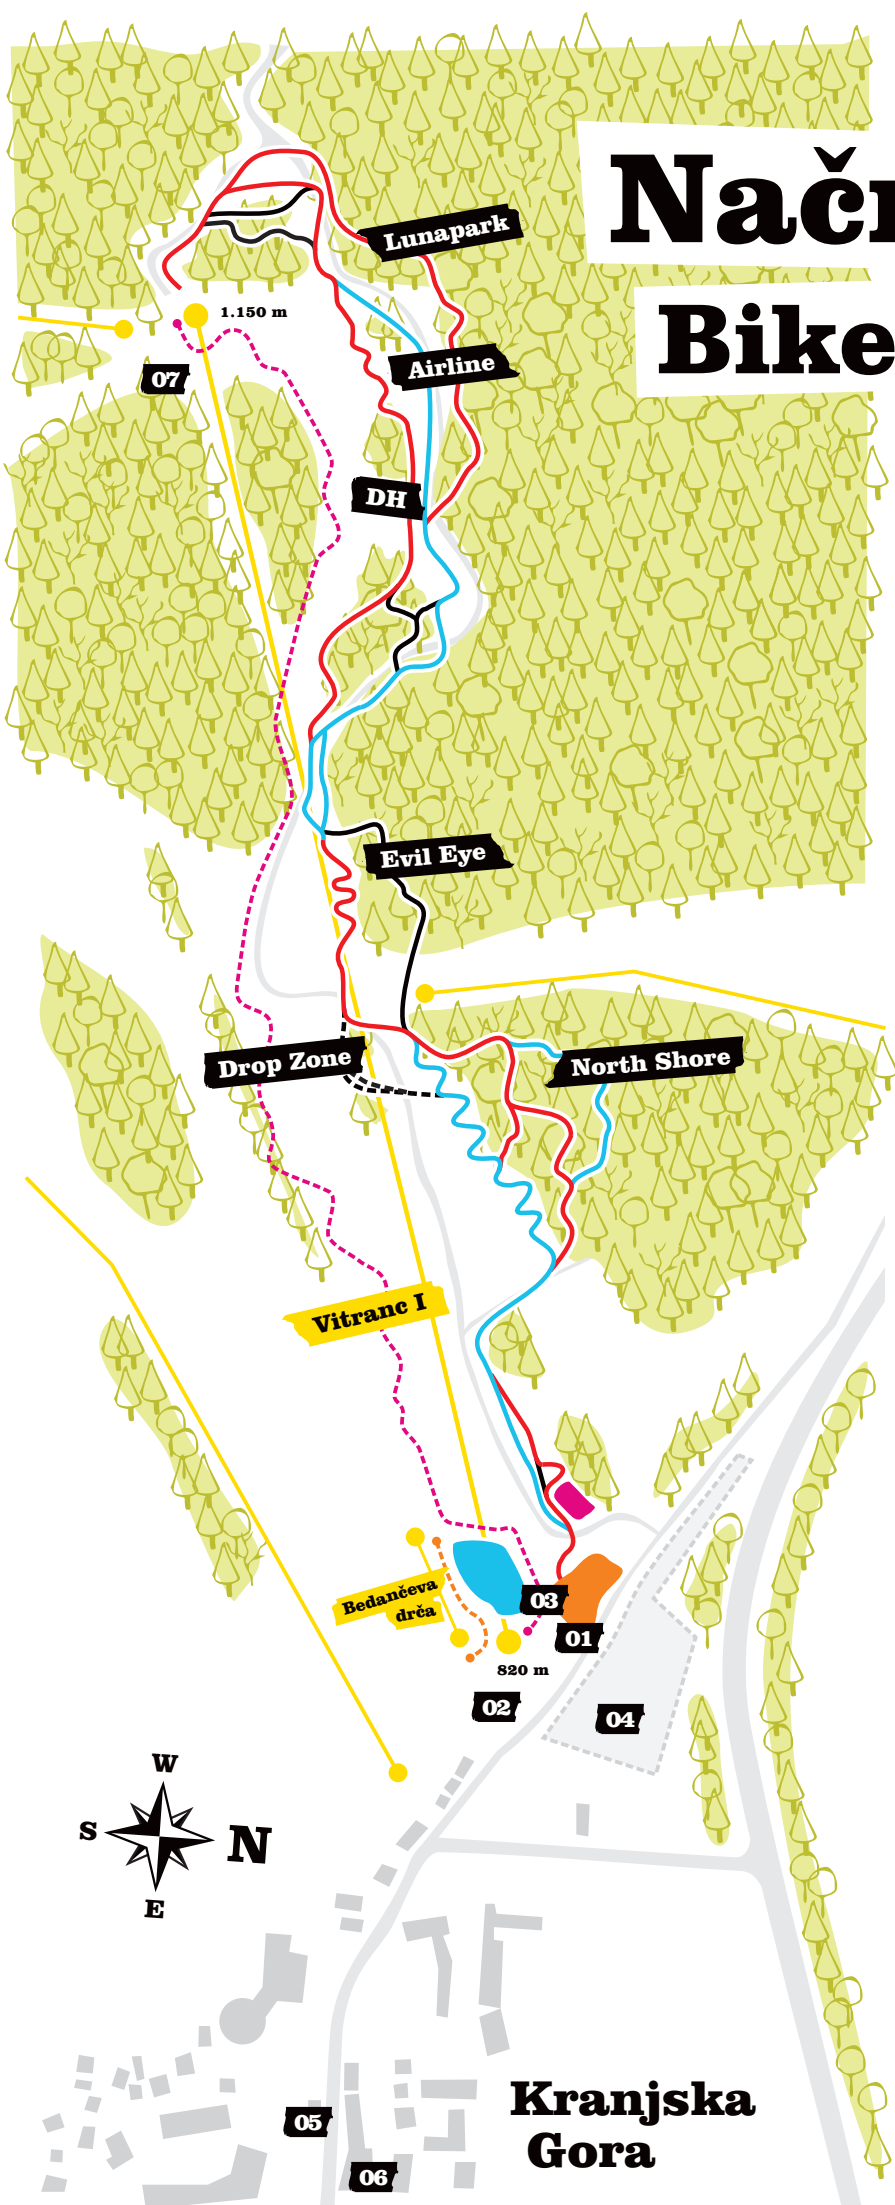 Nač
Bike
Lunapark
1.150 m
Airline
07
DH
Evil Eye
Drop Zone
North Shore
Vitranc I
Bedančeva
drča
03
01
820 m
02
04
W
S
N
E
Kranjska
Gora
05
06